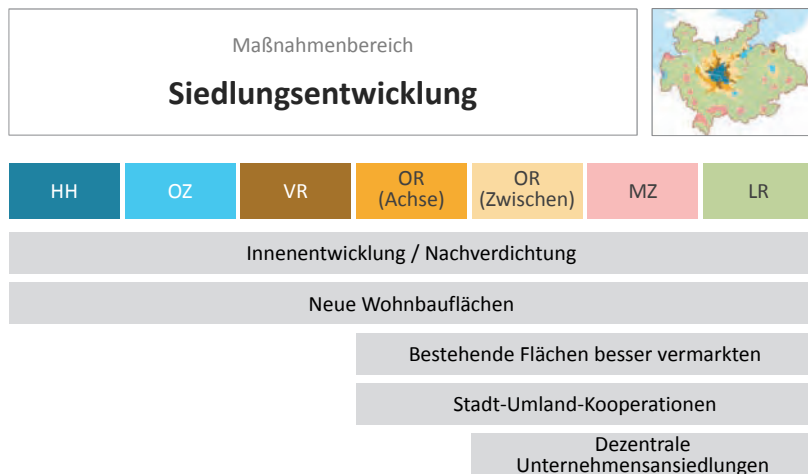 Maßnahmenbereich
Siedlungsentwicklung
HH
OZ
VR
OR
(Achse)
OR
(Zwischen)
MZ
LR
Innenentwicklung / Nachverdichtung
Neue Wohnbauflächen
Bestehende Flächen besser vermarkten
Stadt-Umland-Kooperationen
Dezentrale
Unternehmensansiedlungen